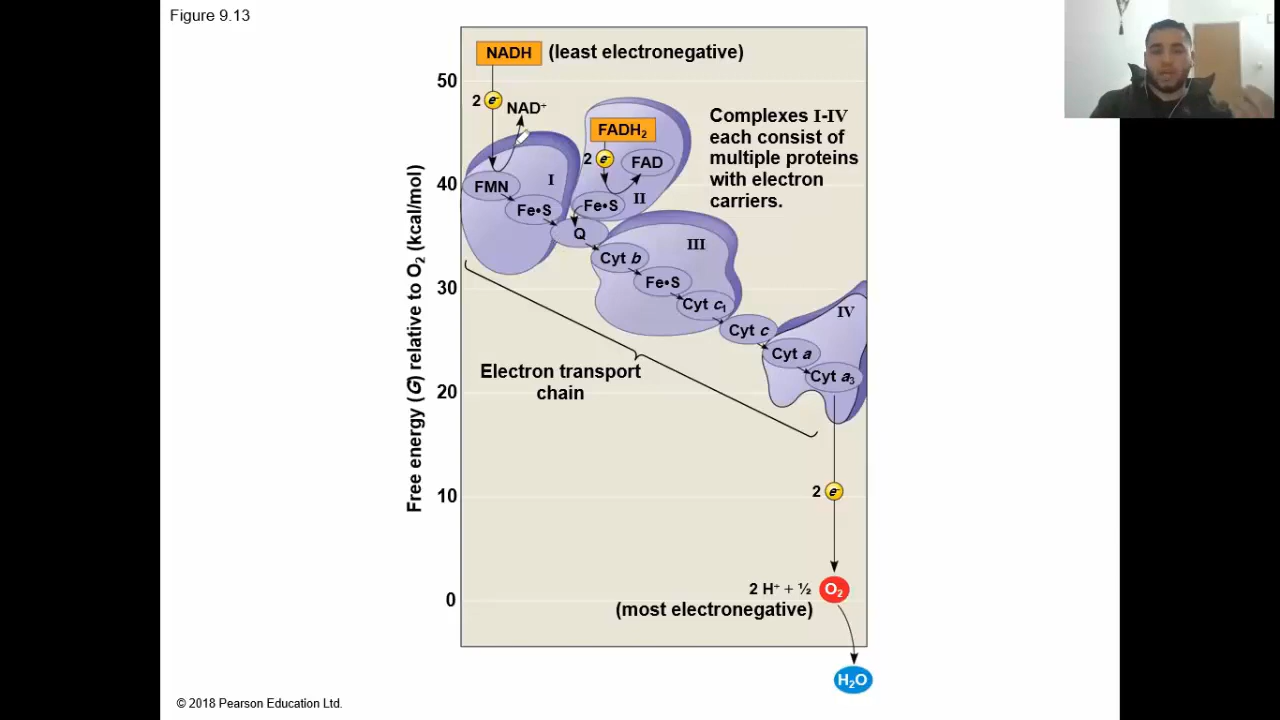 Figure 9.13
NADH (least electronegative)
50
2 e⁻
NAD⁺
FADH₂
2 e⁻
FAD
Complexes I-IV
each consist of
multiple proteins
with electron
carriers.
40
FMN
I
Fe•S
Fe•S
II
Q
III
Cyt b
30
Fe•S
Cyt c₁
IV
Cyt c
Cyt a
Cyt a₃
Electron transport
chain
20
Free energy (G) relative to O₂ (kcal/mol)
10
2 e⁻
2 H⁺ + ½ O₂
0
(most electronegative)
H₂O
© 2018 Pearson Education Ltd.